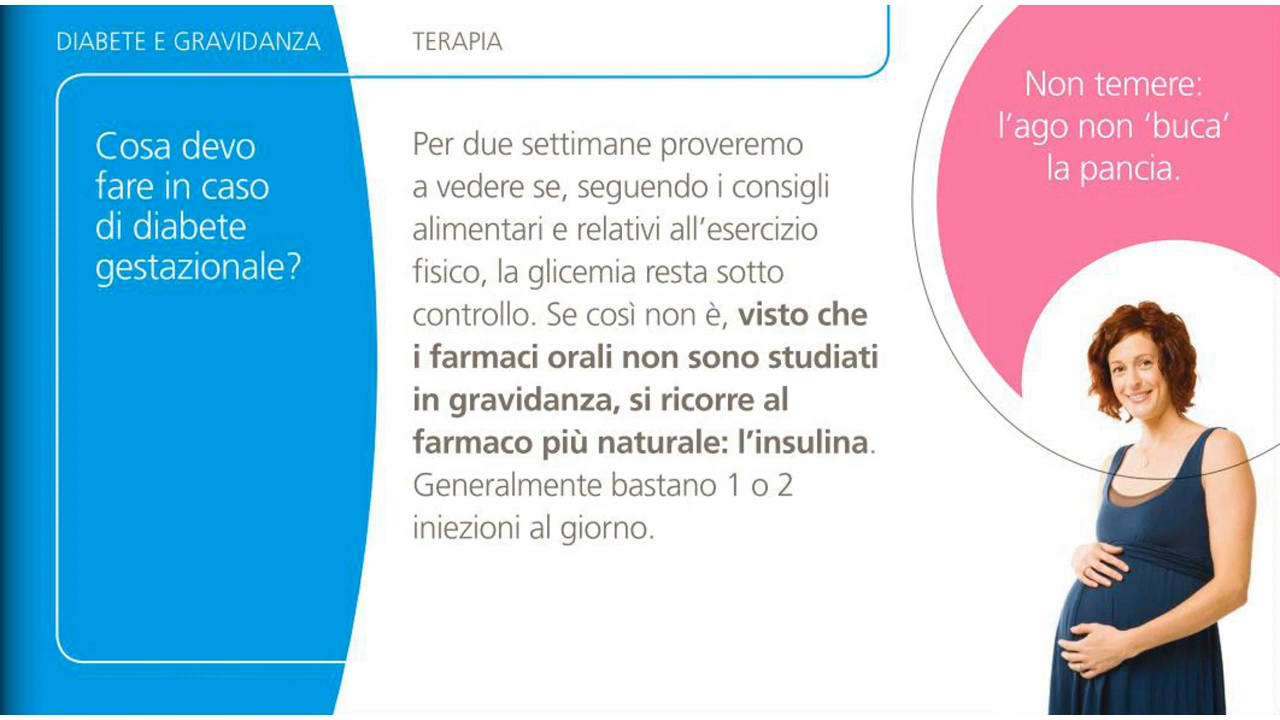 DIABETE E GRAVIDANZA
TERAPIA
Cosa devo
fare in caso
di diabete
gestazionale?
Per due settimane proveremo
a vedere se, seguendo i consigli
alimentari e relativi all’esercizio
fisico, la glicemia resta sotto
controllo. Se così non è, visto che
i farmaci orali non sono studiati
in gravidanza, si ricorre al
farmaco più naturale: l’insulina.
Generalmente bastano 1 o 2
iniezioni al giorno.
Non temere:
l’ago non ‘buca’
la pancia.